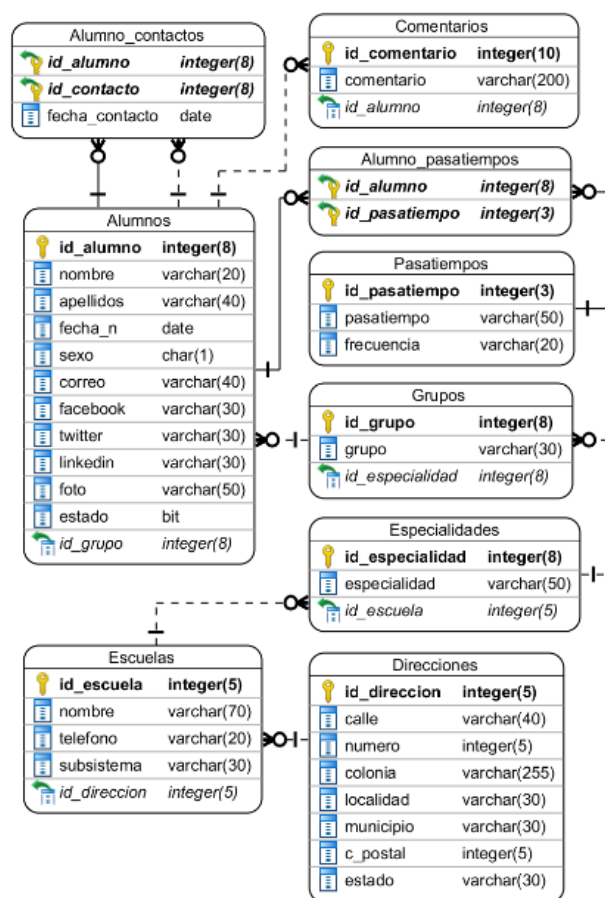 Alumno_contactos
id_alumno integer(8)
id_contacto integer(8)
fecha_contacto date
Comentarios
id_comentario integer(10)
comentario varchar(200)
id_alumno integer(8)
Alumno_pasatiempos
id_alumno integer(8)
id_pasatiempo integer(3)
Alumnos
id_alumno integer(8)
nombre varchar(20)
apellidos varchar(40)
fecha_n date
sexo char(1)
correo varchar(40)
facebook varchar(30)
twitter varchar(30)
linkedin varchar(30)
foto varchar(50)
estado bit
id_grupo integer(8)
Pasatiempos
id_pasatiempo integer(3)
pasatiempo varchar(50)
frecuencia varchar(20)
Grupos
id_grupo integer(8)
grupo varchar(30)
id_especialidad integer(8)
Especialidades
id_especialidad integer(8)
especialidad varchar(50)
id_escuela integer(5)
Escuelas
id_escuela integer(5)
nombre varchar(70)
telefono varchar(20)
subsistema varchar(30)
id_direccion integer(5)
Direcciones
id_direccion integer(5)
calle varchar(40)
numero integer(5)
colonia varchar(255)
localidad varchar(30)
municipio varchar(30)
c_postal integer(5)
estado varchar(30)